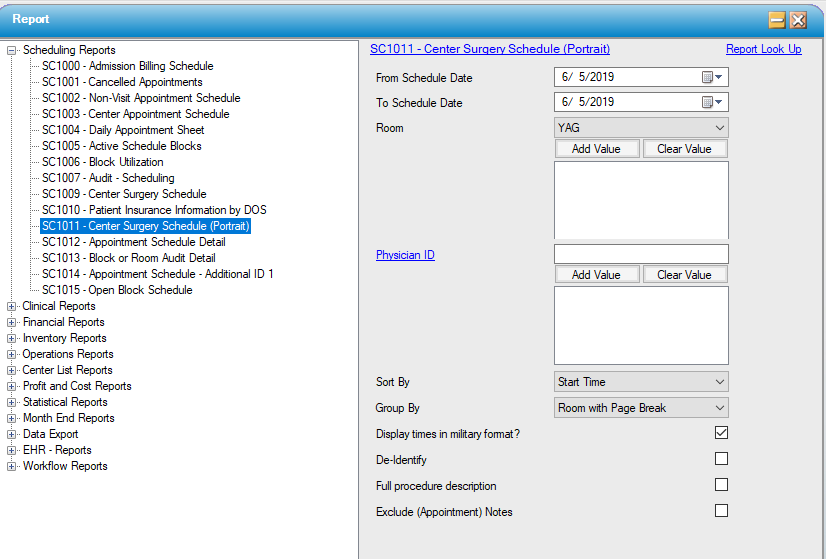 Report
Scheduling Reports
SC1000 - Admission Billing Schedule
SC1001 - Cancelled Appointments
SC1002 - Non-Visit Appointment Schedule
SC1003 - Center Appointment Schedule
SC1004 - Daily Appointment Sheet
SC1005 - Active Schedule Blocks
SC1006 - Block Utilization
SC1007 - Audit - Scheduling
SC1009 - Center Surgery Schedule
SC1010 - Patient Insurance Information by DOS
SC1011 - Center Surgery Schedule (Portrait)
SC1012 - Appointment Schedule Detail
SC1013 - Block or Room Audit Detail
SC1014 - Appointment Schedule - Additional ID 1
SC1015 - Open Block Schedule
Clinical Reports
Financial Reports
Inventory Reports
Operations Reports
Center List Reports
Profit and Cost Reports
Statistical Reports
Month End Reports
Data Export
EHR - Reports
Workflow Reports
SC1011 - Center Surgery Schedule (Portrait) Report Look Up
From Schedule Date 6/ 5/2019
To Schedule Date 6/ 5/2019
Room YAG
Add Value Clear Value
Physician ID
Add Value Clear Value
Sort By Start Time
Group By Room with Page Break
Display times in military format?
De-Identify
Full procedure description
Exclude (Appointment) Notes